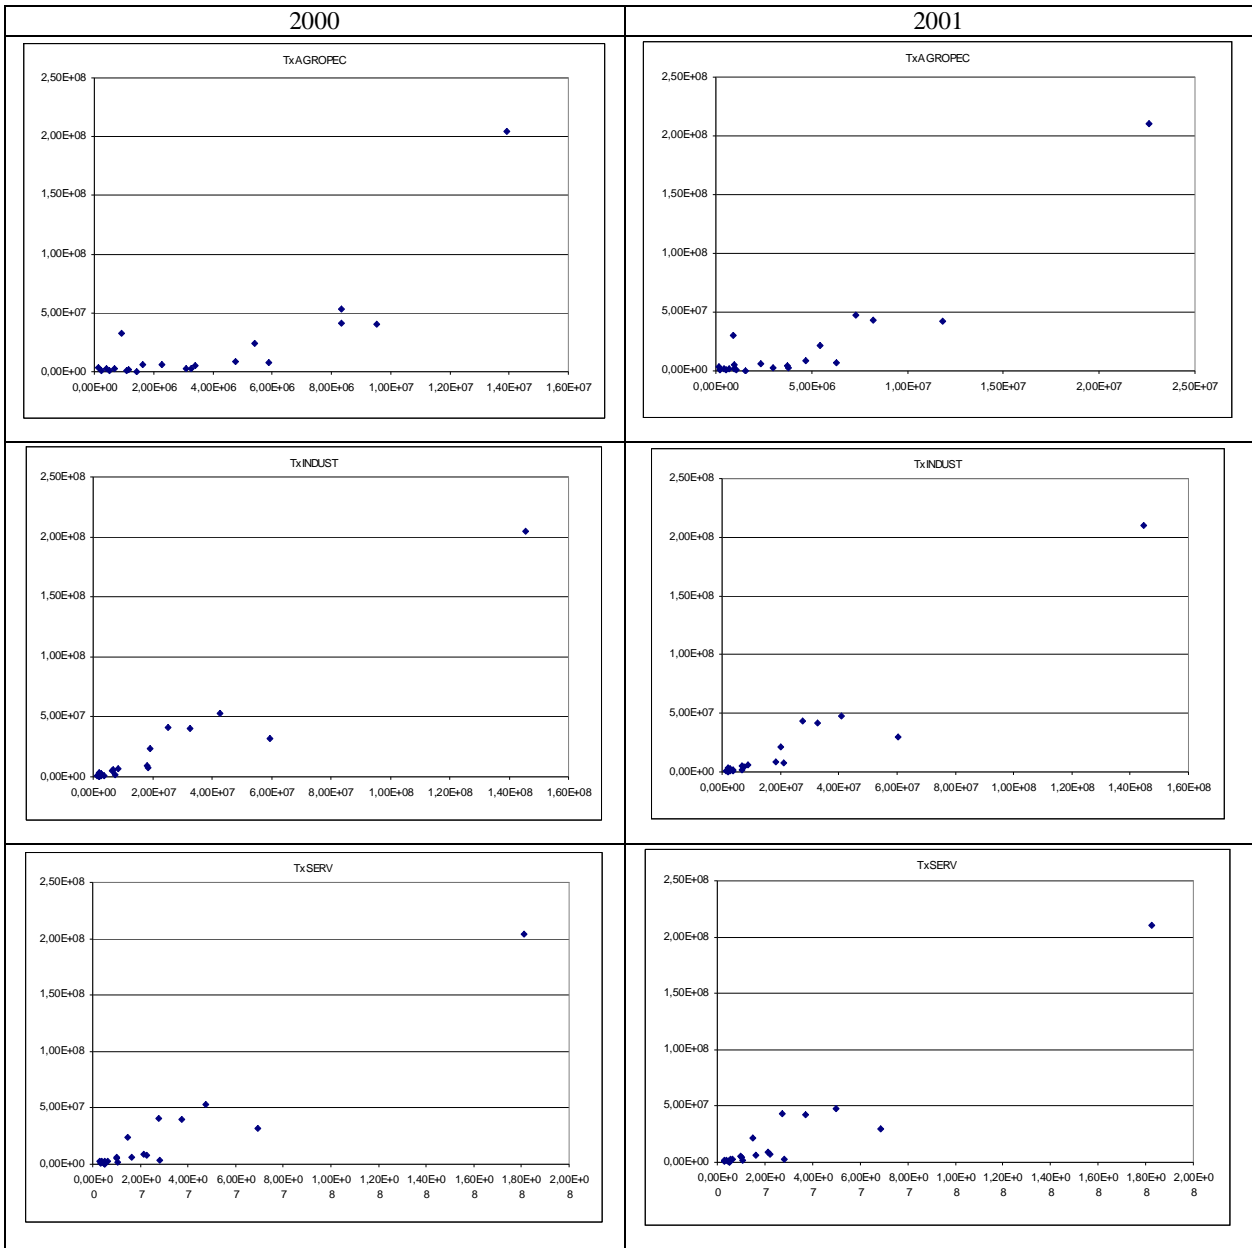 2000
2001
TxAGROPEC
2,50E+08
2,00E+08
1,50E+08
1,00E+08
5,00E+07
0,00E+00
0,00E+00 2,00E+06 4,00E+06 6,00E+06 8,00E+06 1,00E+07 1,20E+07 1,40E+07 1,60E+07
TxAGROPEC
2,50E+08
2,00E+08
1,50E+08
1,00E+08
5,00E+07
0,00E+00
0,00E+00 5,00E+06 1,00E+07 1,50E+07 2,00E+07 2,50E+07
TxINDUST
2,50E+08
2,00E+08
1,50E+08
1,00E+08
5,00E+07
0,00E+00
0,00E+00 2,00E+07 4,00E+07 6,00E+07 8,00E+07 1,00E+08 1,20E+08 1,40E+08 1,60E+08
TxINDUST
2,50E+08
2,00E+08
1,50E+08
1,00E+08
5,00E+07
0,00E+00
0,00E+00 2,00E+07 4,00E+07 6,00E+07 8,00E+07 1,00E+08 1,20E+08 1,40E+08 1,60E+08
TxSERV
2,50E+08
2,00E+08
1,50E+08
1,00E+08
5,00E+07
0,00E+00
0,00E+0 2,00E+0 4,00E+0 6,00E+0 8,00E+0 1,00E+0 1,20E+0 1,40E+0 1,60E+0 1,80E+0 2,00E+0
0 7 7 7 7 8 8 8 8 8 8
TxSERV
2,50E+08
2,00E+08
1,50E+08
1,00E+08
5,00E+07
0,00E+00
0,00E+0 2,00E+0 4,00E+0 6,00E+0 8,00E+0 1,00E+0 1,20E+0 1,40E+0 1,60E+0 1,80E+0 2,00E+0
0 7 7 7 7 8 8 8 8 8 8